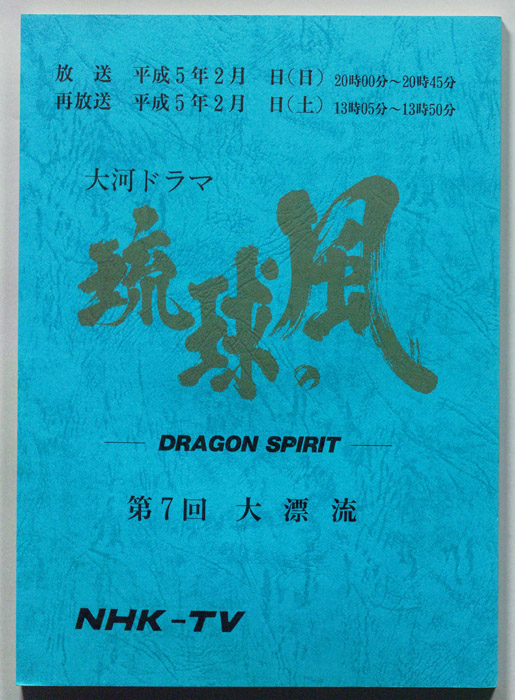 放　送　平成5年2月　日(日) 20時00分〜20時45分
再放送　平成5年2月　日(土) 13時05分〜13時50分
大河ドラマ
琉球の風
DRAGON SPIRIT
第7回　大　漂　流
NHK-TV